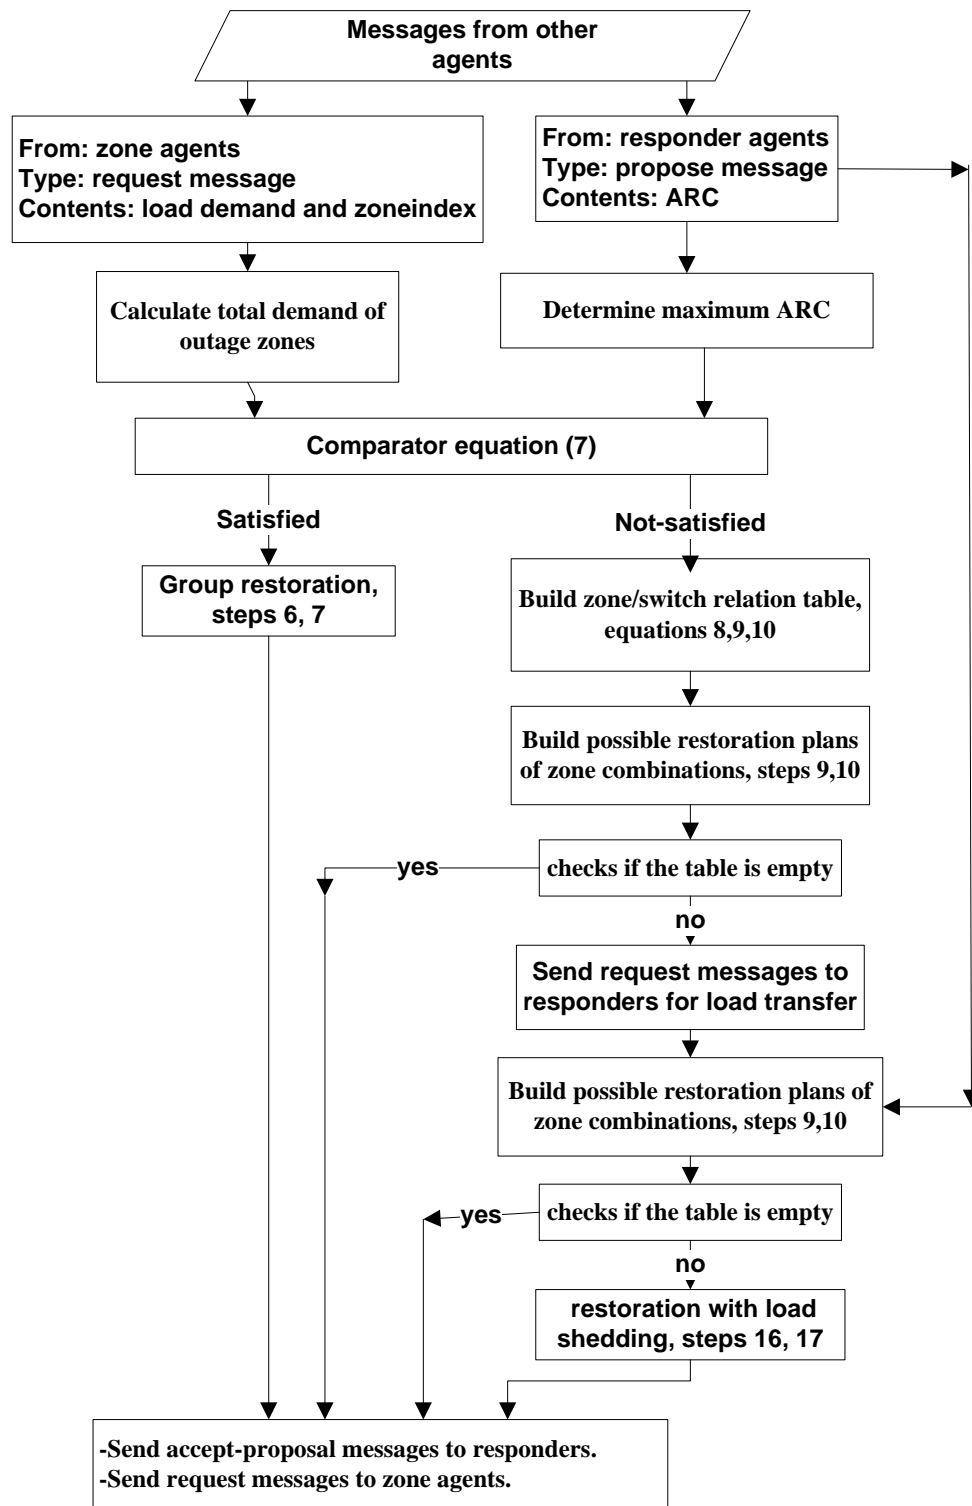 Messages from other
agents
From: zone agents
Type: request message
Contents: load demand and zoneindex
From: responder agents
Type: propose message
Contents: ARC
Calculate total demand of
outage zones
Determine maximum ARC
Comparator equation (7)
Satisfied
Not-satisfied
Group restoration,
steps 6, 7
Build zone/switch relation table,
equations 8,9,10
Build possible restoration plans
of zone combinations, steps 9,10
yes
checks if the table is empty
no
Send request messages to
responders for load transfer
Build possible restoration plans of
zone combinations, steps 9,10
yes
checks if the table is empty
no
restoration with load
shedding, steps 16, 17
-Send accept-proposal messages to responders.
-Send request messages to zone agents.